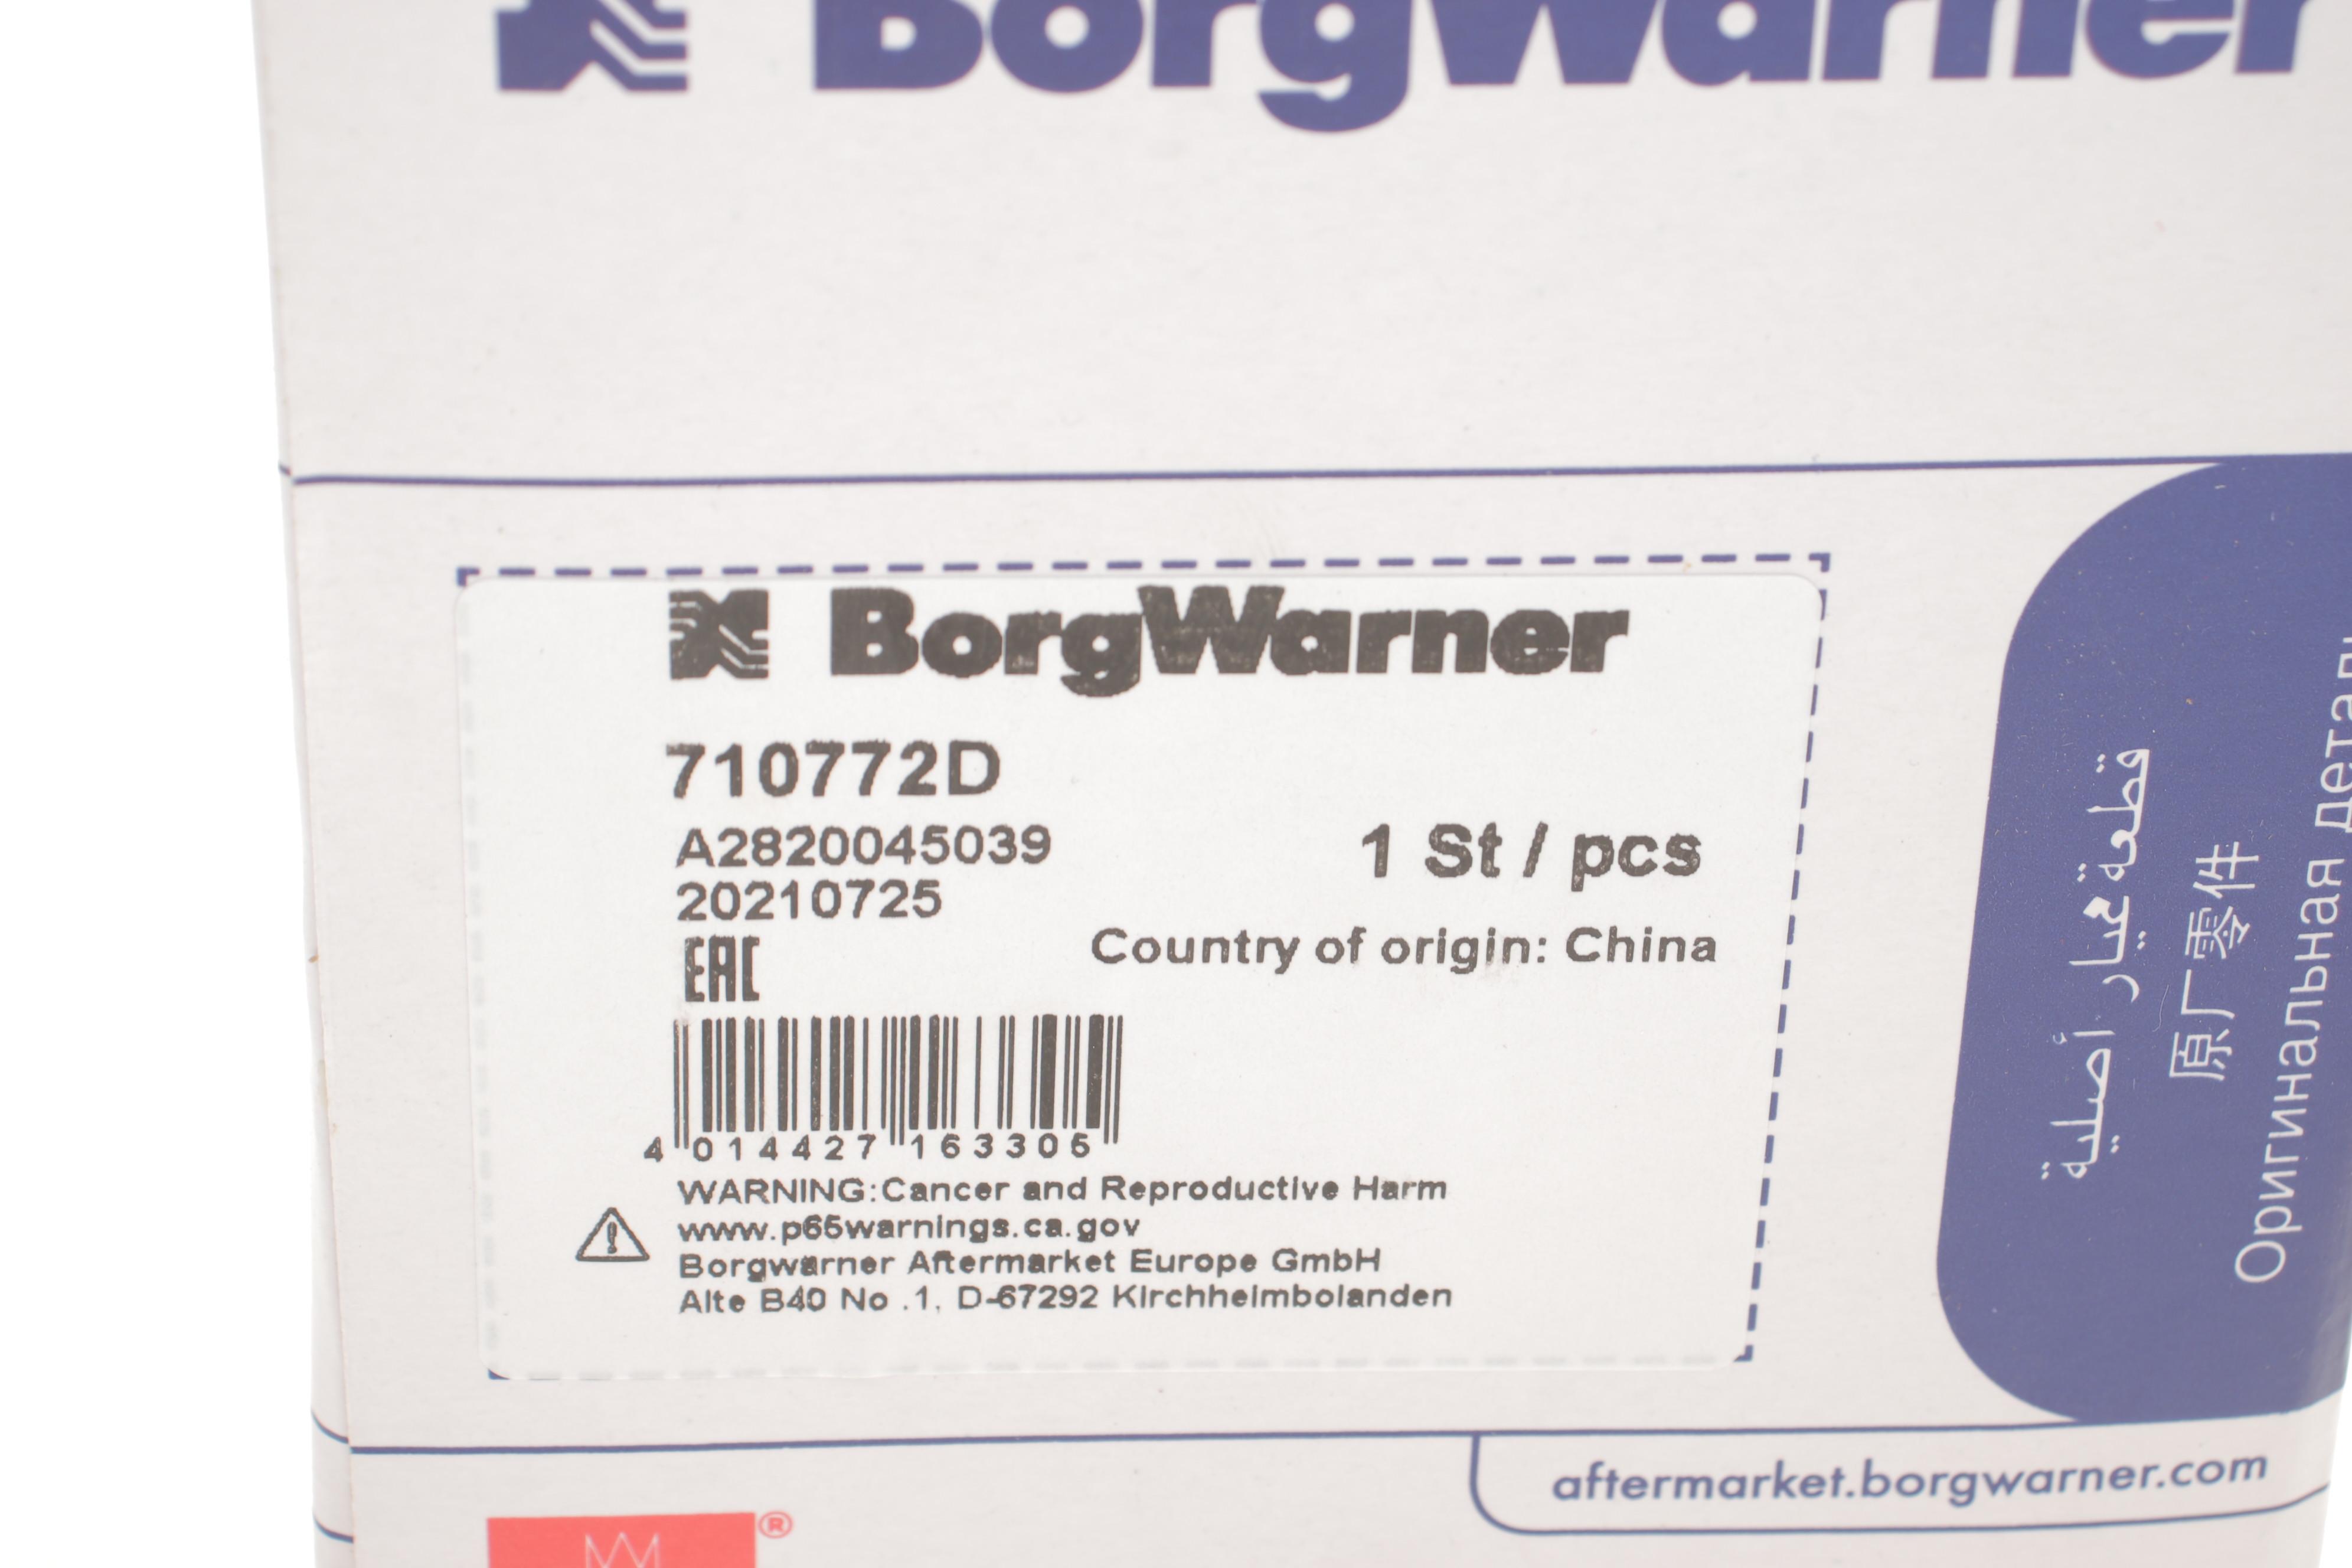 BorgWarner
BorgWarner
710772D
A2820045039
20210725
1 St / pcs
EAC
Country of origin: China
4 014427 163305
WARNING:Cancer and Reproductive Harm
www.p65warnings.ca.gov
Borgwarner Aftermarket Europe GmbH
Alte B40 No .1, D-67292 Kirchheimbolanden
قطعة غيار أصلية
原厂零件
Оригинальная
aftermarket.borgwarner.com
®